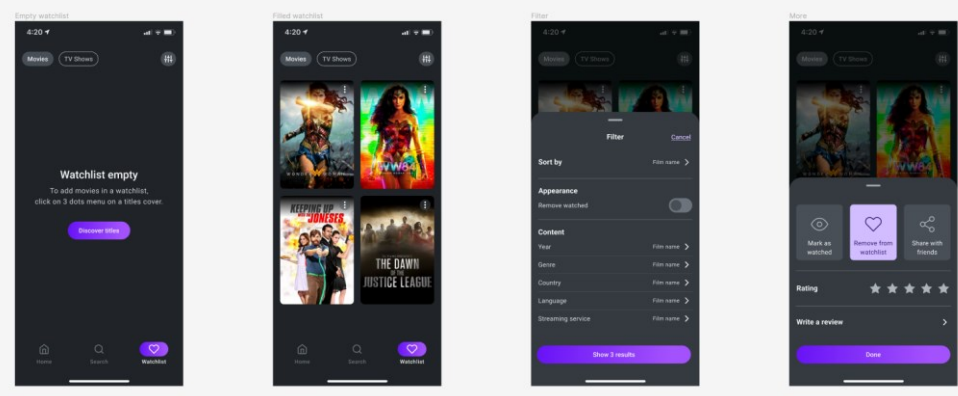 Empty watchlist
4:20
Movies
TV Shows
Watchlist empty
To add movies in a watchlist,
click on 3 dots menu on a titles cover.
Discover titles
Home
Search
Watchlist
Filled watchlist
4:20
Movies
TV Shows
WW84
KEEPING UP
WITH THE
JONESES
THE DAWN
OF THE
JUSTICE LEAGUE
Home
Search
Watchlist
Filter
4:20
Movies
TV Shows
Filter
Cancel
Sort by
Film name
Appearance
Remove watched
Content
Year
Film name
Genre
Film name
Country
Film name
Language
Film name
Streaming service
Film name
Show 3 results
More
4:20
Movies
TV Shows
Mark as
watched
Remove from
watchlist
Share with
friends
Rating
Write a review
Done